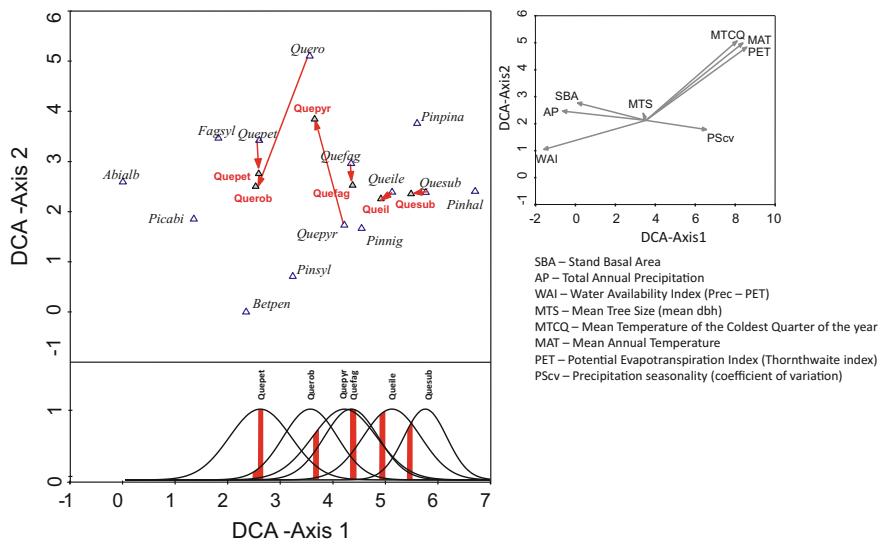 6
5
4
3
2
1
0
-1
DCA -Axis 2
Quero
Quepyr
Pinpina
Fagsyl
Quepet
Quefag
Abialb
Quepet
Querob
Quefag
Queile
Quesub
Queil
Quesub
Pinhal
Picabi
Quepyr
Pinnig
Pinsyl
Betpen
Quepet
Querob
Quepyr
Quefag
Queile
Quesub
1
0
-1 0 1 2 3 4 5 6 7
DCA -Axis 1
6
5
4
3
2
1
0
-1
DCA-Axis2
MTCQ
MAT
PET
SBA
MTS
AP
PScv
WAI
-2 0 2 4 6 8 10
DCA-Axis1
SBA – Stand Basal Area
AP – Total Annual Precipitation
WAI – Water Availability Index (Prec – PET)
MTS – Mean Tree Size (mean dbh)
MTCQ – Mean Temperature of the Coldest Quarter of the year
MAT – Mean Annual Temperature
PET – Potential Evapotranspiration Index (Thornthwaite index)
PScv – Precipitation seasonality (coefficient of variation)